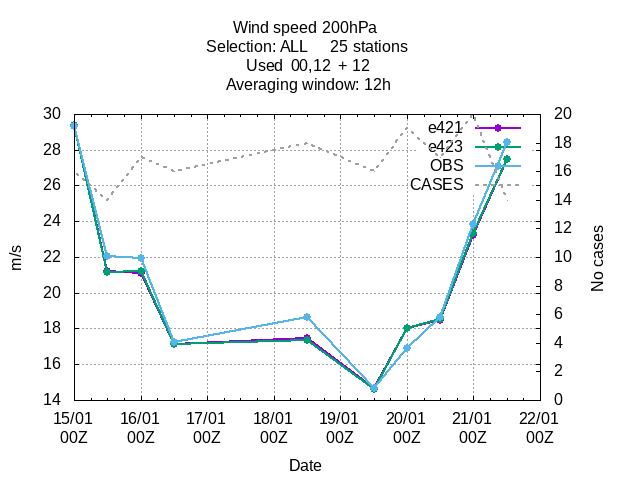 Wind speed 200hPa
Selection: ALL 25 stations
Used 00,12 + 12
Averaging window: 12h
30 20
e421
18
28 e423
OBS 16
26 CASES
14
24 12
22 10
20 8
6
18 4
16 2
14 0
m/s
No cases
15/01 16/01 17/01 18/01 19/01 20/01 21/01 22/01
00Z 00Z 00Z 00Z 00Z 00Z 00Z 00Z
Date